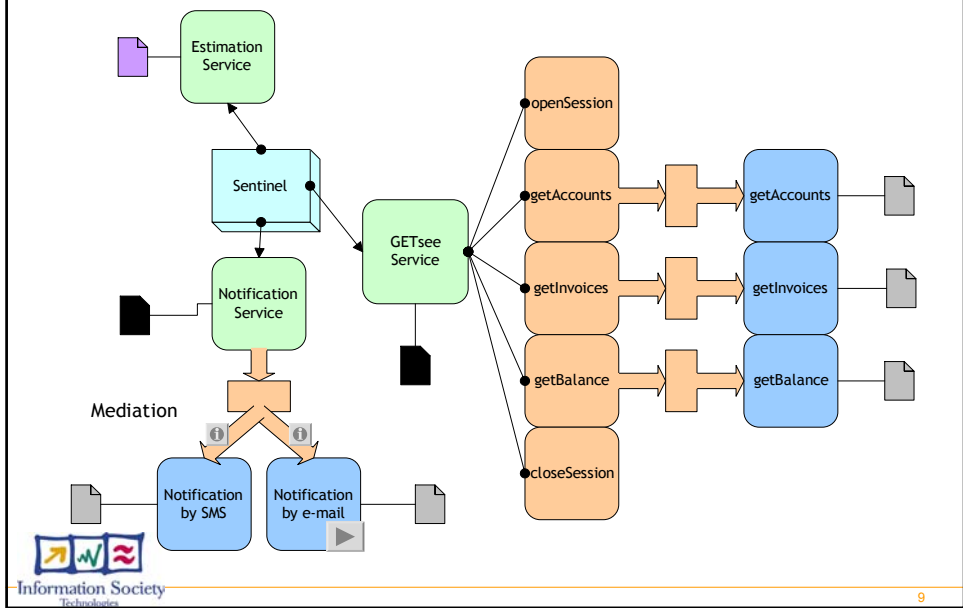 Estimation
Service
openSession
Sentinel
getAccounts
getAccounts
GETsee
Service
Notification
Service
getInvoices
getInvoices
getBalance
getBalance
Mediation
closeSession
Notification
by SMS
Notification
by e-mail
Information Society
Technologies
9